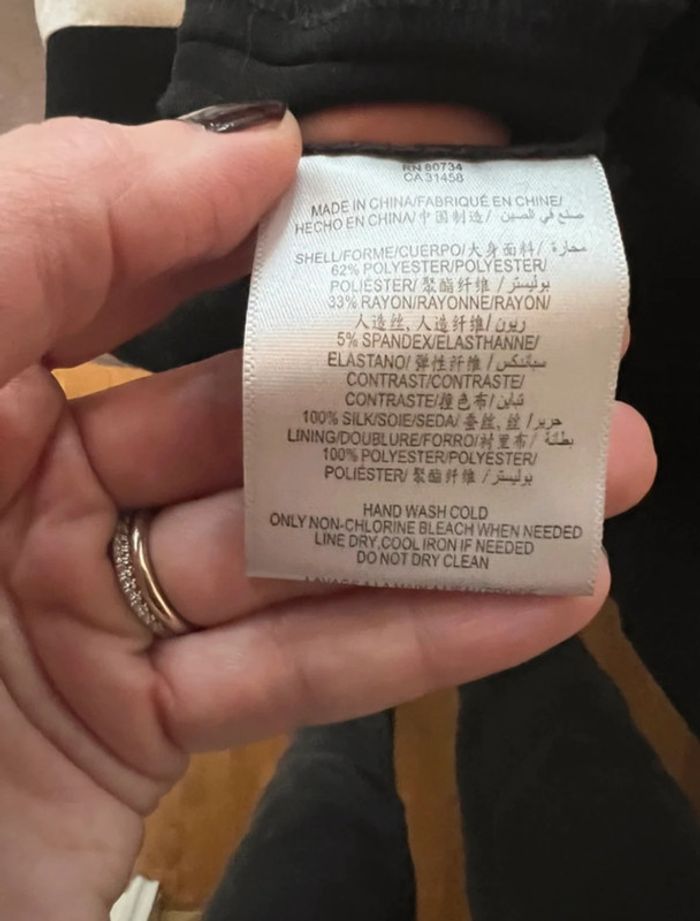 RN 60734
CA 31458
MADE IN CHINA/FABRIQUÉ EN CHINE/
HECHO EN CHINA/中国制造/ صنع في الصين
SHELL/FORME/CUERPO/大身面料/ محارة
62% POLYESTER/POLYESTER/
POLIÉSTER/ 聚酯纤维 / بوليستر
33% RAYON/RAYONNE/RAYON/
人造丝, 人造纤维/ ريون
5% SPANDEX/ELASTHANNE/
ELASTANO/ 弹性纤维 / سباندكس
CONTRAST/CONTRASTE/
CONTRASTE/撞色布/ تباين
100% SILK/SOIE/SEDA/ 蚕丝, 丝 / حرير
LINING/DOUBLURE/FORRO/衬里布/ بطانة
100% POLYESTER/POLYESTER/
POLIÉSTER/ 聚酯纤维 / بوليستر
HAND WASH COLD
ONLY NON-CHLORINE BLEACH WHEN NEEDED
LINE DRY,COOL IRON IF NEEDED
DO NOT DRY CLEAN